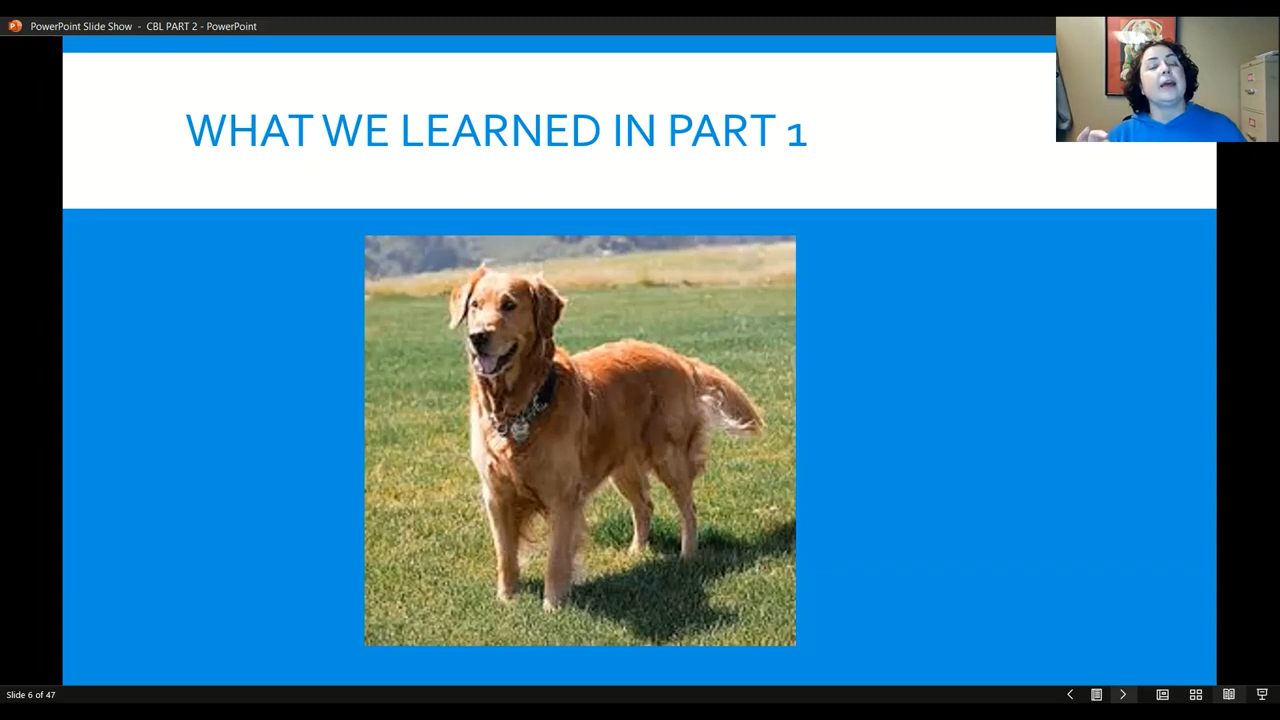 PowerPoint Slide Show - CBL PART 2 - PowerPoint
WHAT WE LEARNED IN PART 1
Slide 6 of 47